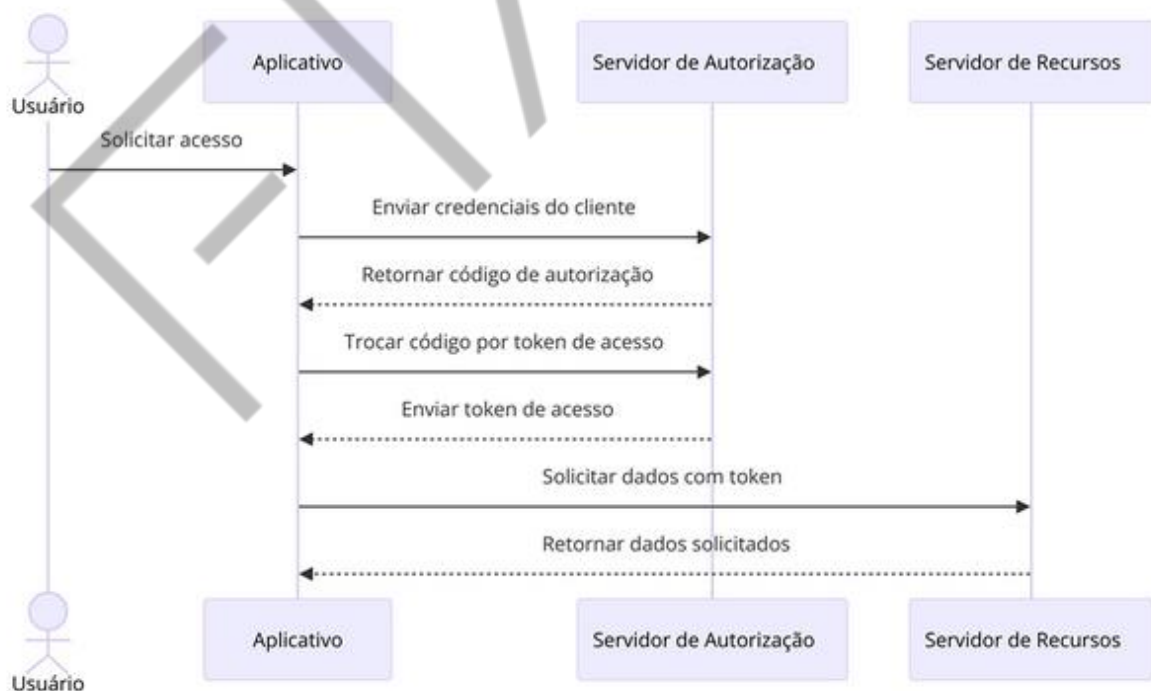 Aplicativo
Servidor de Autorização
Servidor de Recursos
Usuário
Solicitar acesso
Enviar credenciais do cliente
Retornar código de autorização
Trocar código por token de acesso
Enviar token de acesso
Solicitar dados com token
Retornar dados solicitados
Aplicativo
Servidor de Autorização
Servidor de Recursos
Usuário